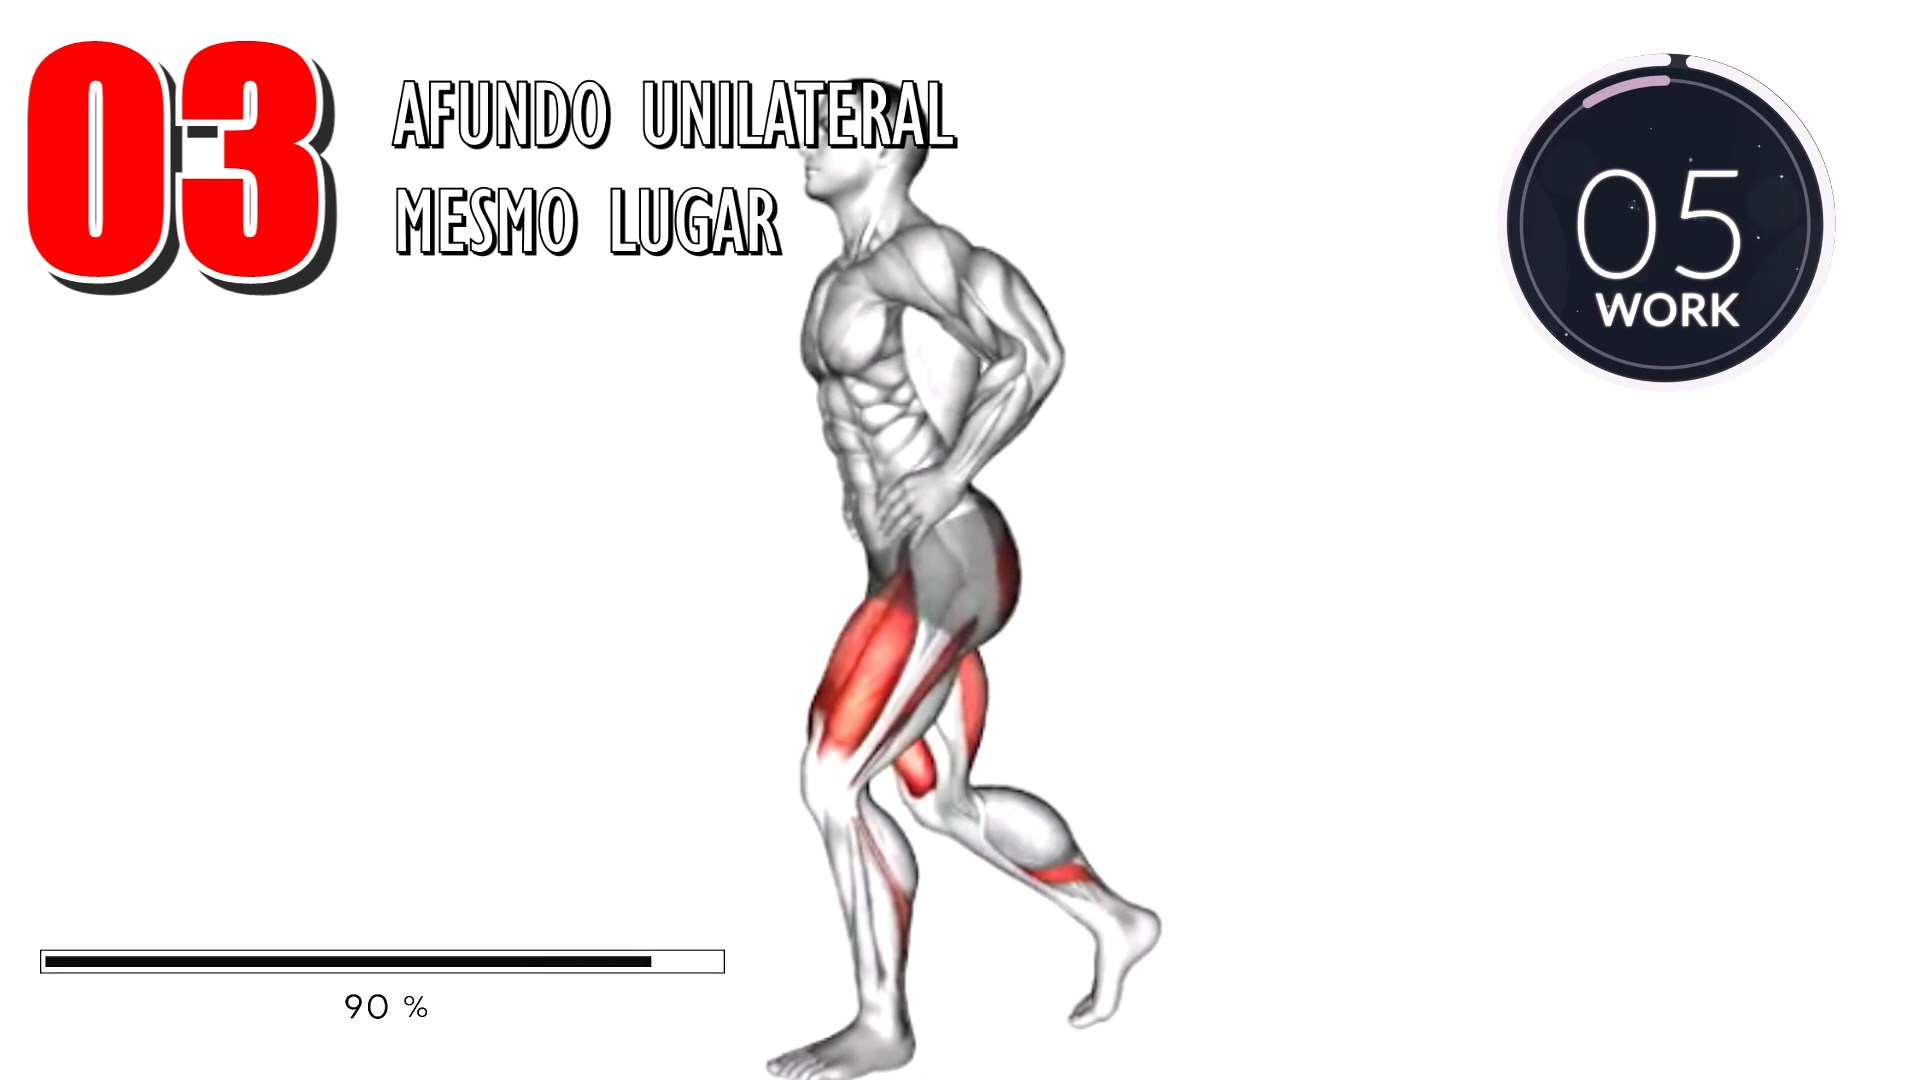 03
AFUNDO UNILATERAL
MESMO LUGAR
05
WORK
90 %